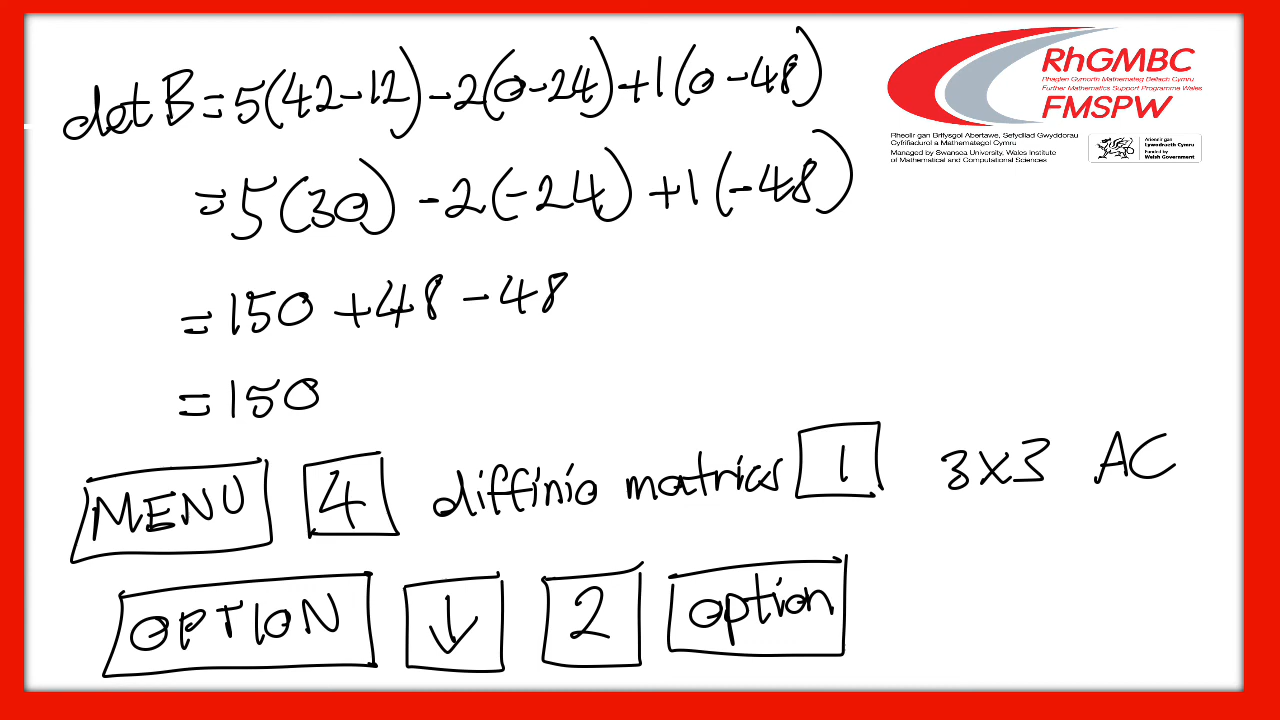 det B = 5(42-12) -2(0-24) +1(0-48)
= 5(30) -2(-24) +1(-48)
= 150 +48 -48
= 150
MENU 4 diffinio matrics 1 3x3 AC
OPTION ↓ 2 option
RhGMBC
Rhaglen Gymorth Mathemateg Bellach Cymru
Further Mathematics Support Programme Wales
FMSPW
Rheolir gan Brifysgol Abertawe, Sefydliad Gwyddorau
Cyfrifiadurol a Mathemategol Cymru
Managed by Swansea University, Wales Institute
of Mathematical and Computational Sciences
Ariennir gan
Lywodraeth Cymru
Funded by
Welsh Government